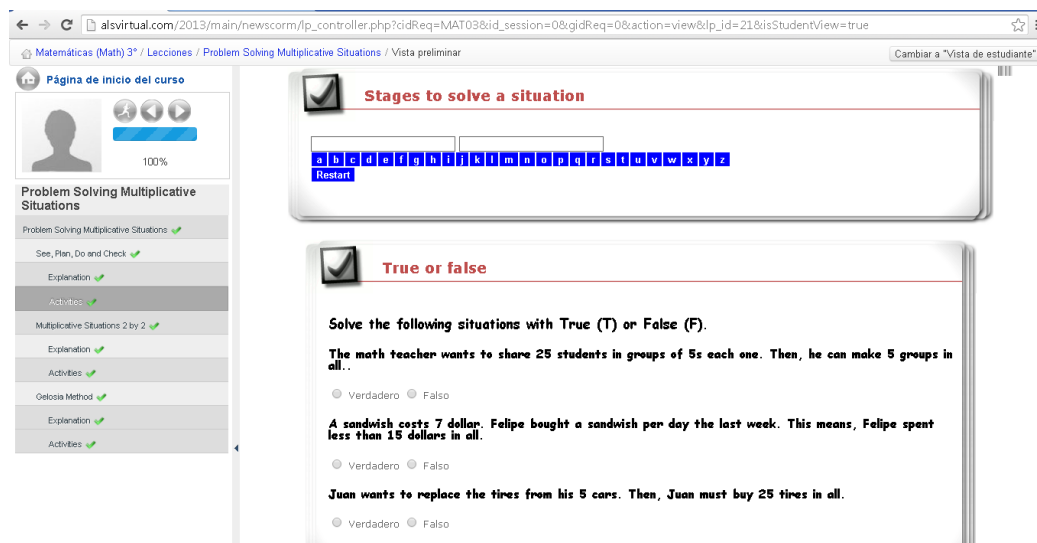 alsvirtual.com/2013/main/newscorm/lp_controller.php?cidReq=MAT03&id_session=0&gidReq=0&action=view&lp_id=21&isStudentView=true
Matemáticas (Math) 3° / Lecciones / Problem Solving Multiplicative Situations / Vista preliminar
Cambiar a "Vista de estudiante"
Página de inicio del curso
100%
Problem Solving Multiplicative
Situations
Problem Solving Multiplicative Situations
See, Plan, Do and Check
Explanation
Activities
Multiplicative Situations 2 by 2
Explanation
Activities
Gelosia Method
Explanation
Activities
Stages to solve a situation
a b c d e f g h i j k l m n o p q r s t u v w x y z
Restart
True or false
Solve the following situations with True (T) or False (F).
The math teacher wants to share 25 students in groups of 5s each one. Then, he can make 5 groups in
all..
Verdadero Falso
A sandwish costs 7 dollar. Felipe bought a sandwish per day the last week. This means, Felipe spent
less than 15 dollars in all.
Verdadero Falso
Juan wants to replace the tires from his 5 cars. Then, Juan must buy 25 tires in all.
Verdadero Falso